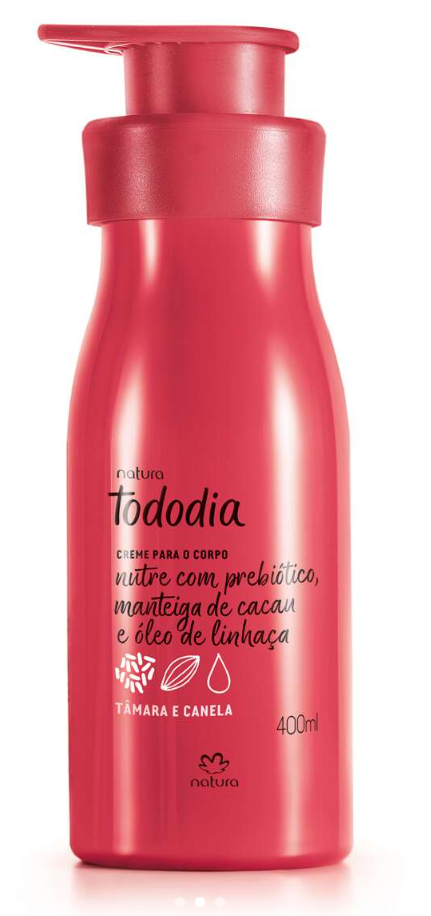 natura
tododia
CREME PARA O CORPO
nutre com prebiótico,
manteiga de cacau
e óleo de linhaça
TÂMARA E CANELA
400ml
natura